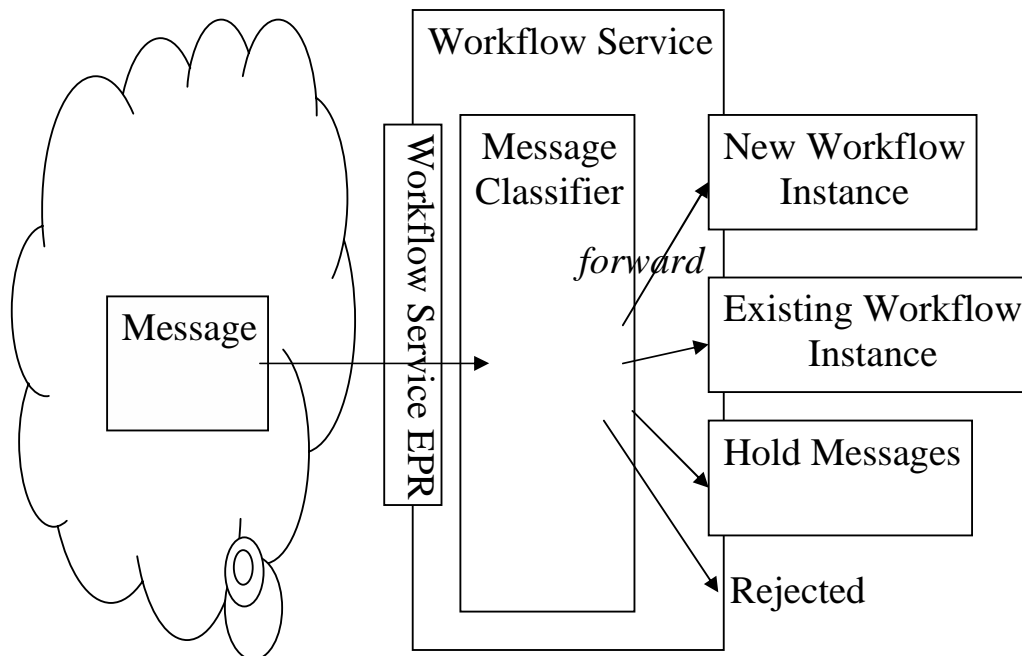 Workflow Service
Message
Classifier
New Workflow
Instance
Workflow Service EPR
forward
Message
Existing Workflow
Instance
Hold Messages
Rejected